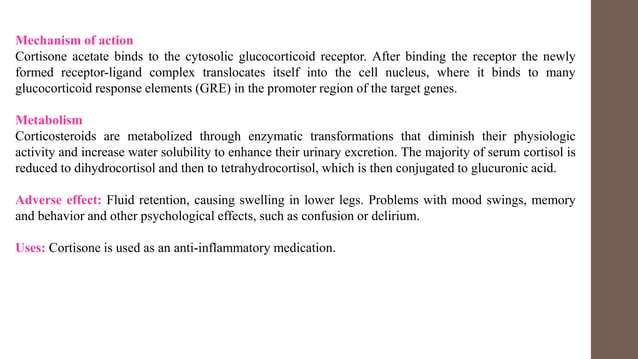 Mechanism of action
Cortisone acetate binds to the cytosolic glucocorticoid receptor. After binding the receptor the newly
formed receptor-ligand complex translocates itself into the cell nucleus, where it binds to many
glucocorticoid response elements (GRE) in the promoter region of the target genes.
Metabolism
Corticosteroids are metabolized through enzymatic transformations that diminish their physiologic
activity and increase water solubility to enhance their urinary excretion. The majority of serum cortisol is
reduced to dihydrocortisol and then to tetrahydrocortisol, which is then conjugated to glucuronic acid.
Adverse effect: Fluid retention, causing swelling in lower legs. Problems with mood swings, memory
and behavior and other psychological effects, such as confusion or delirium.
Uses: Cortisone is used as an anti-inflammatory medication.